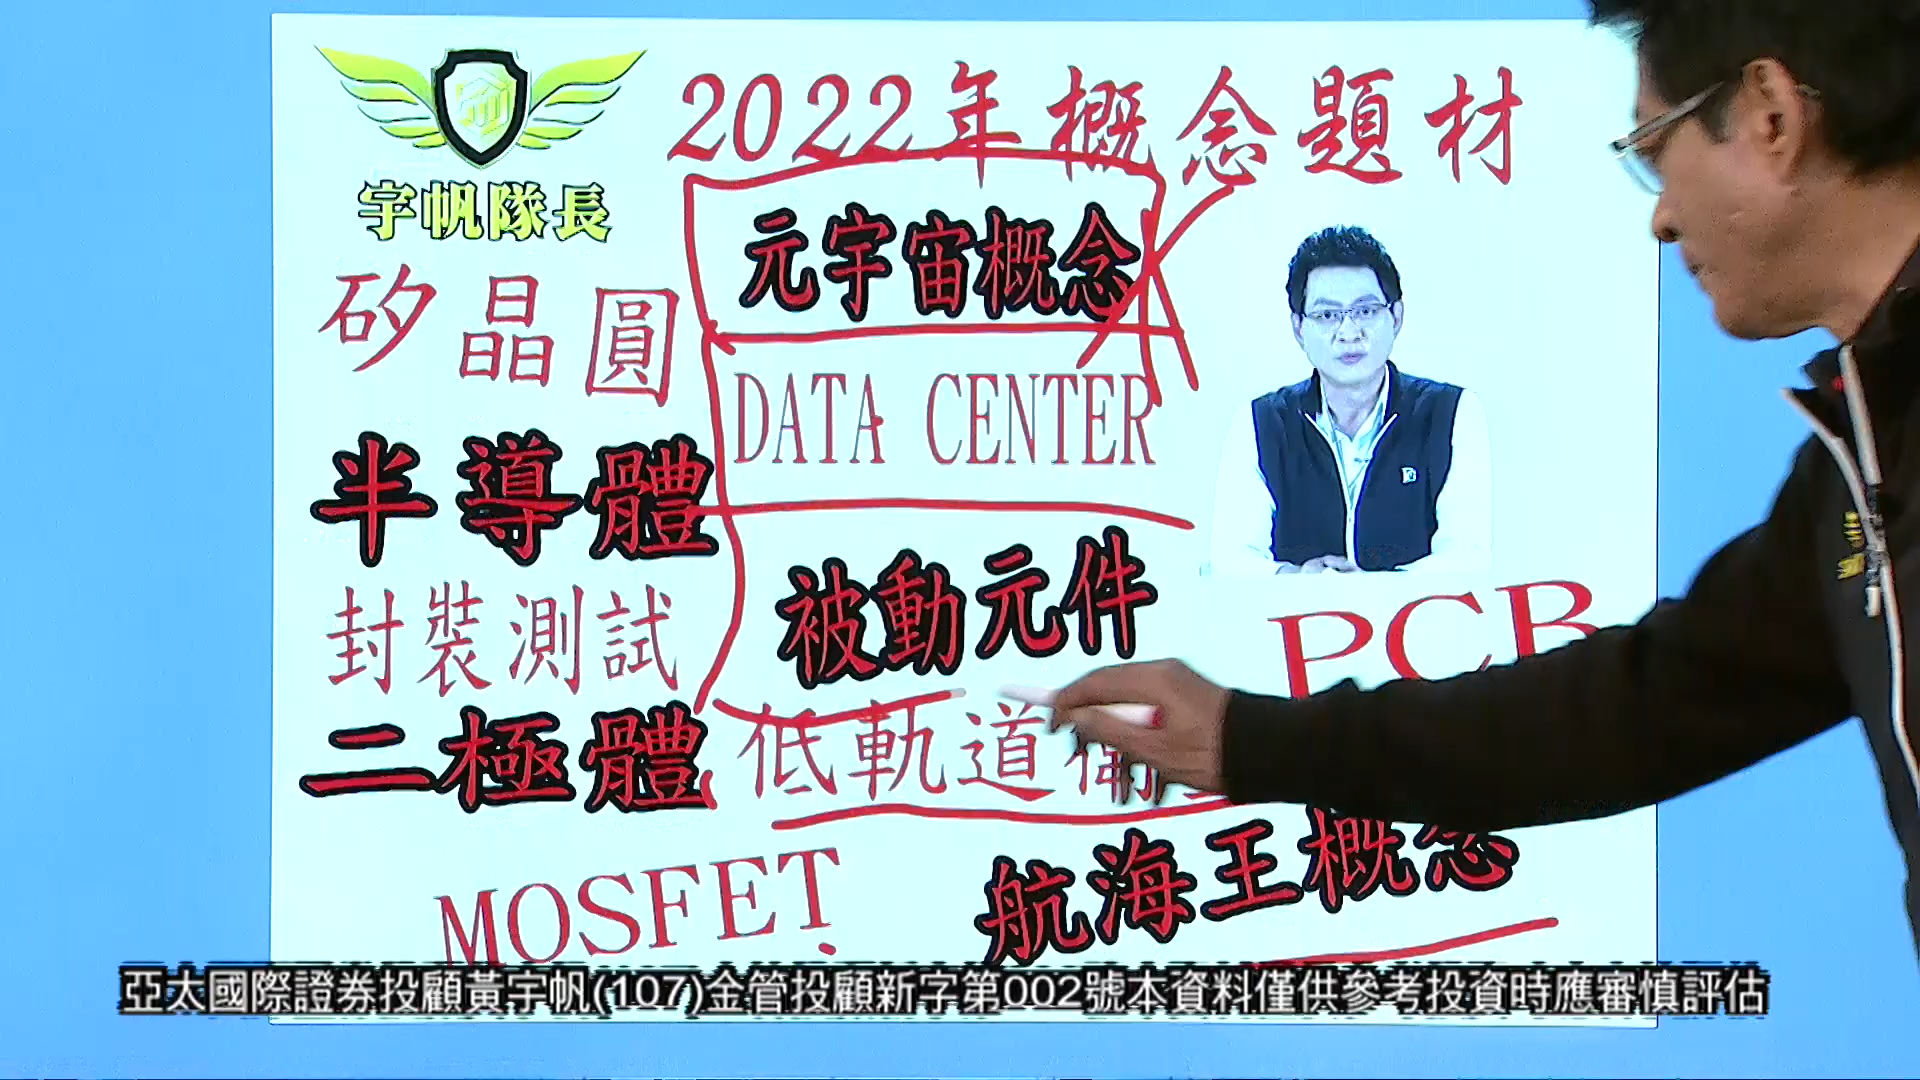 2022年概念題材
宇帆隊長
元宇宙概念
矽晶圓
DATA CENTER
半導體
被動元件
封裝測試
PCB
二極體
低軌道衛
MOSFET
航海王概念
亞太國際證券投顧黃宇帆(107)金管投顧新字第002號本資料僅供參考投資時應審慎評估